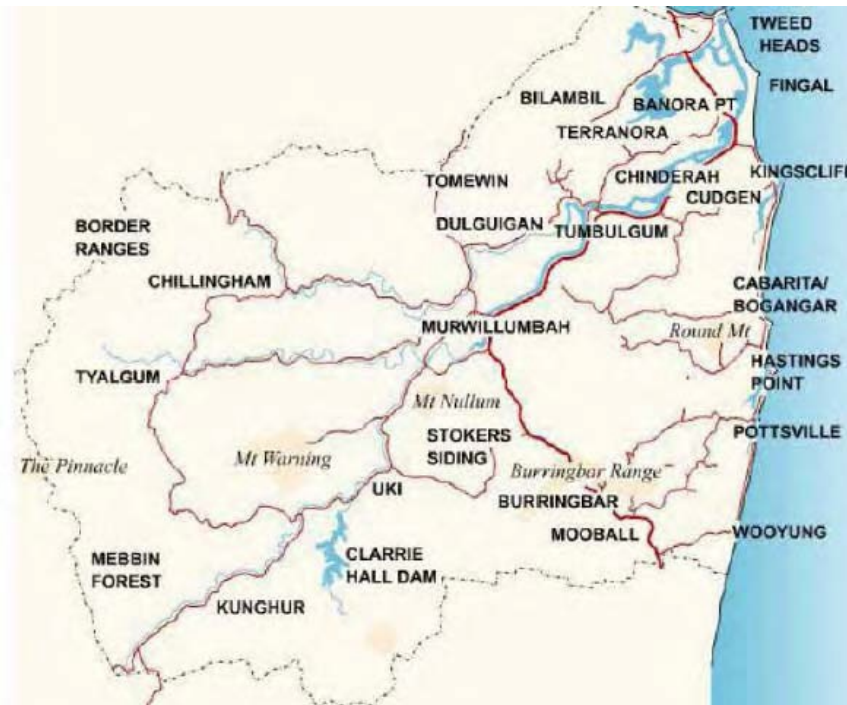 TWEED
HEADS
FINGAL
BILAMBIL
BANORA PT
TERRANORA
KINGSCLIFF
CHINDERAH
TOMEWIN
CUDGEN
DULGUIGAN
TUMBULGUM
BORDER
RANGES
CHILLINGHAM
CABARITA/
BOGANGAR
MURWILLUMBAH
Round Mt
HASTINGS
POINT
TYALGUM
Mt Nullum
STOKERS
SIDING
POTTSVILLE
The Pinnacle
Mt Warning
Burringbar Range
UKI
BURRINGBAR
MOOBALL
WOOYUNG
MEBBIN
FOREST
CLARRIE
HALL DAM
KUNGHUR